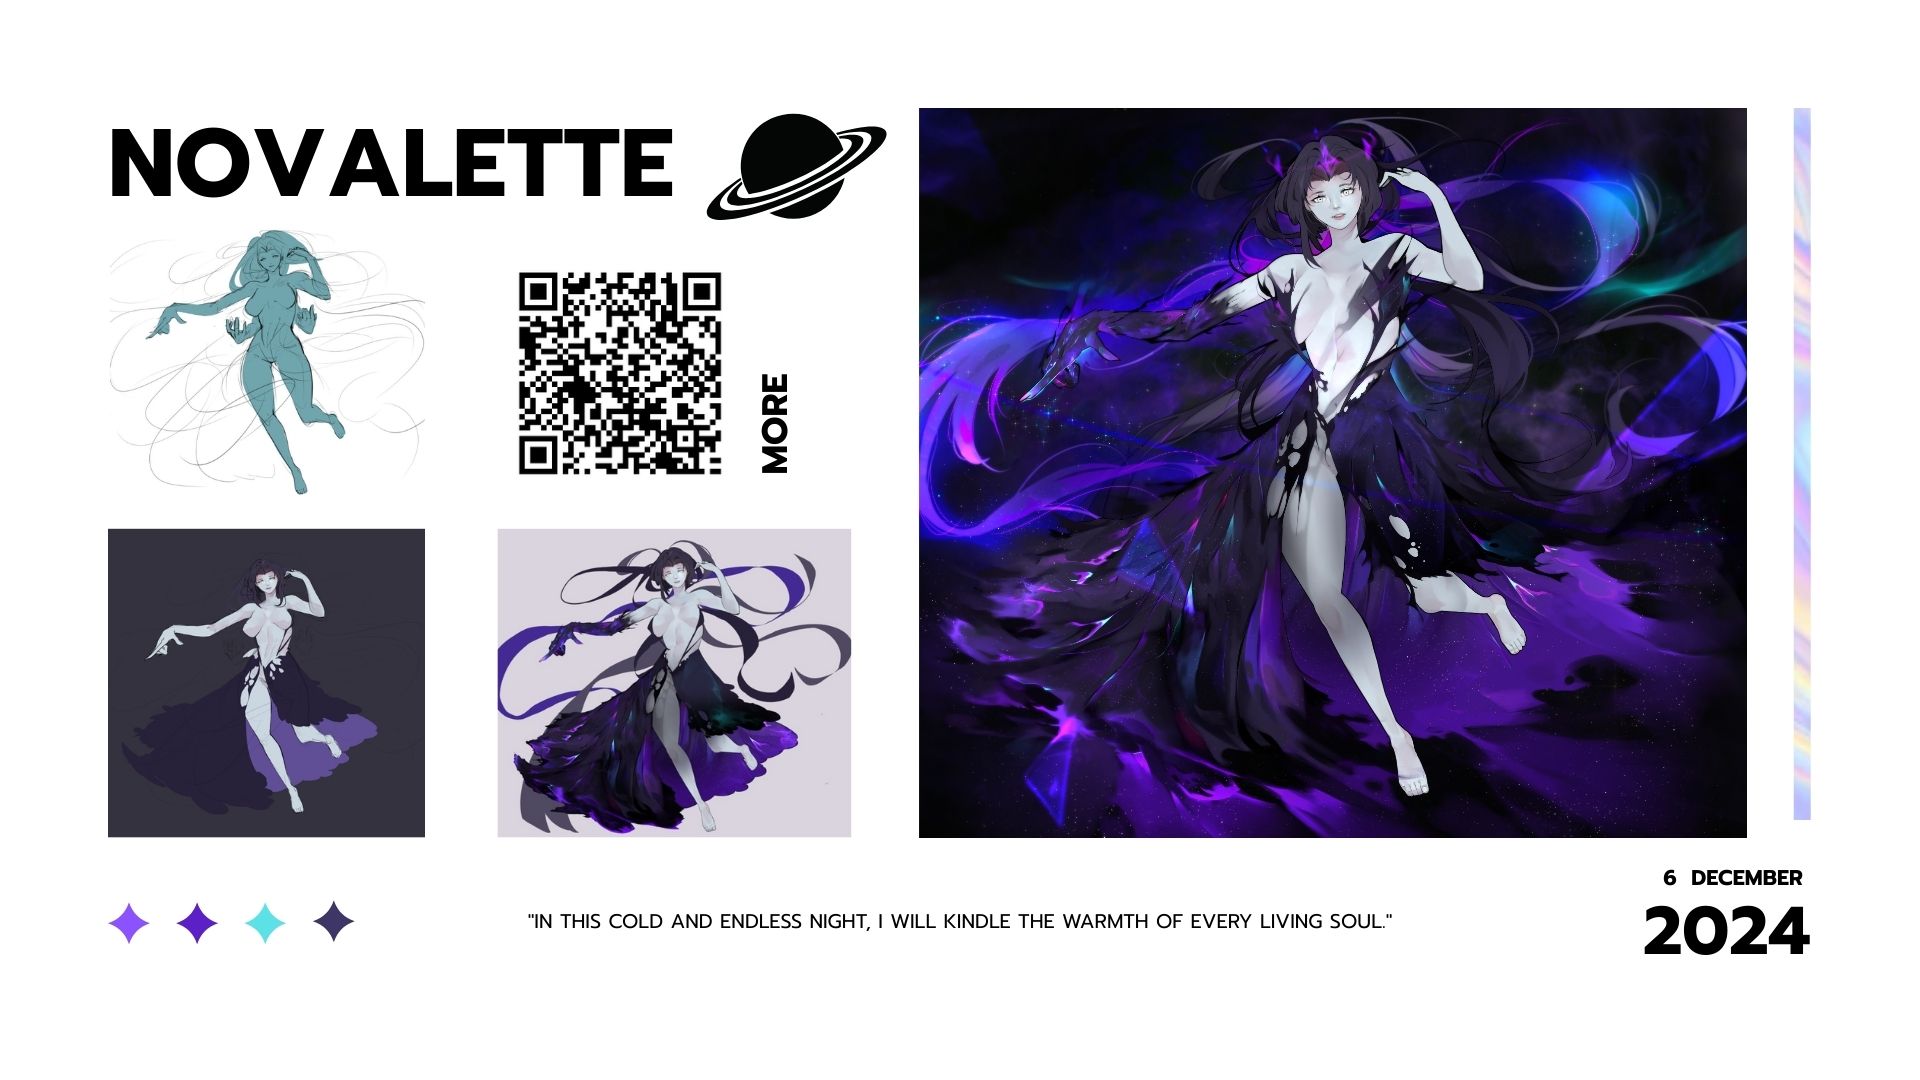 NOVALETTE
MORE
"IN THIS COLD AND ENDLESS NIGHT, I WILL KINDLE THE WARMTH OF EVERY LIVING SOUL."
6 DECEMBER
2024